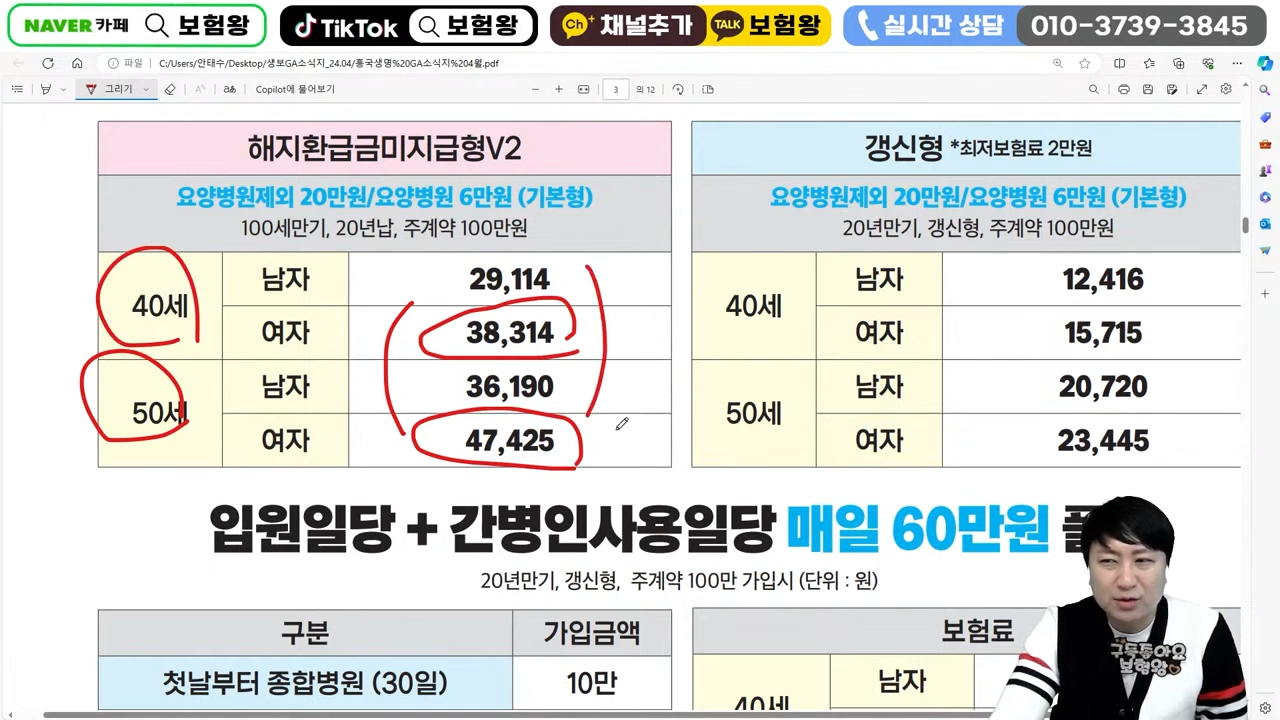 NAVER 카페 보험왕 TikTok 보험왕 Ch+ 채널추가 TALK 보험왕 실시간 상담 010-3739-3845
파일 C:/Users/안태수/Desktop/생보GA소식지_24.04/흥국생명%20GA소식지%204월.pdf
그리기 Copilot에 물어보기 3 의 12
해지환급금미지급형V2
요양병원제외 20만원/요양병원 6만원 (기본형)
100세만기, 20년납, 주계약 100만원
40세 남자 29,114
여자 38,314
50세 남자 36,190
여자 47,425
갱신형 *최저보험료 2만원
요양병원제외 20만원/요양병원 6만원 (기본형)
20년만기, 갱신형, 주계약 100만원
40세 남자 12,416
여자 15,715
50세 남자 20,720
여자 23,445
입원일당 + 간병인사용일당 매일 60만원
20년만기, 갱신형, 주계약 100만 가입시 (단위 : 원)
구분 가입금액
첫날부터 종합병원 (30일) 10만
보험료
40세 남자
구독좋아요
보험왕